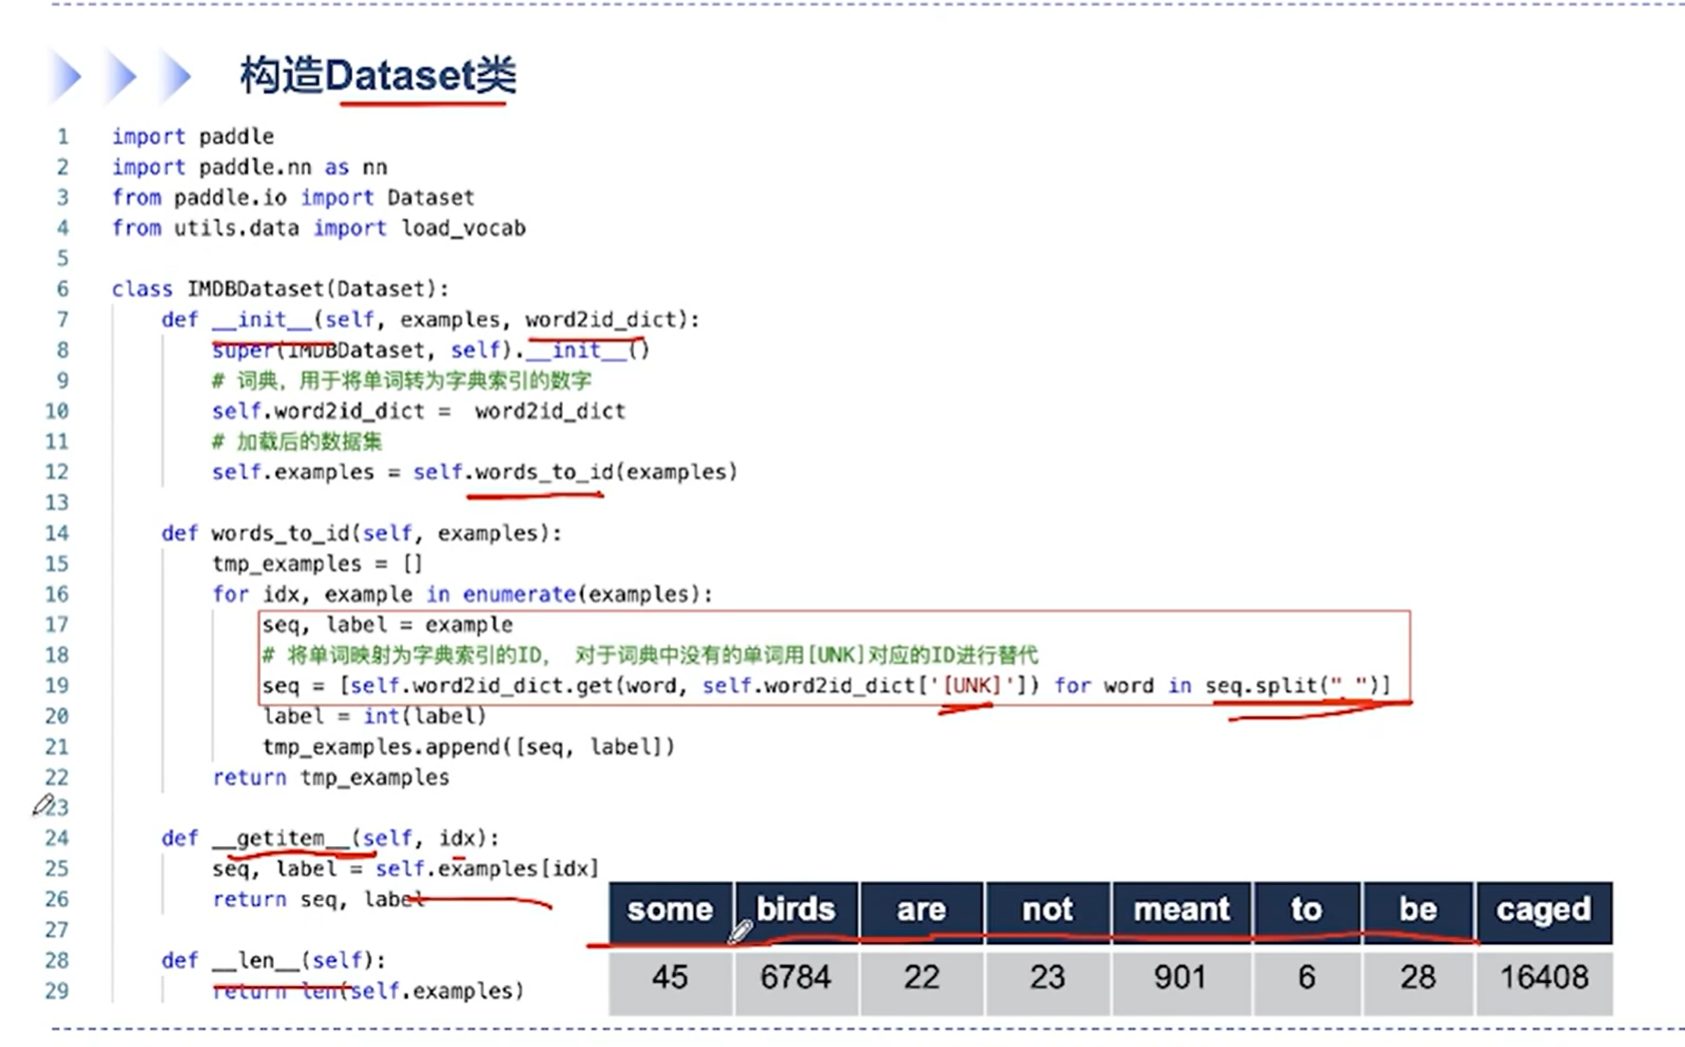 构造Dataset类
1 import paddle
2 import paddle.nn as nn
3 from paddle.io import Dataset
4 from utils.data import load_vocab
5
6 class IMDBDataset(Dataset):
7     def __init__(self, examples, word2id_dict):
8         super(IMDBDataset, self).__init__()
9         # 词典，用于将单词转为字典索引的数字
10         self.word2id_dict =  word2id_dict
11         # 加载后的数据集
12         self.examples = self.words_to_id(examples)
13
14     def words_to_id(self, examples):
15         tmp_examples = []
16         for idx, example in enumerate(examples):
17             seq, label = example
18             # 将单词映射为字典索引的ID， 对于词典中没有的单词用[UNK]对应的ID进行替代
19             seq = [self.word2id_dict.get(word, self.word2id_dict['[UNK]']) for word in seq.split(" ")]
20             label = int(label)
21             tmp_examples.append([seq, label])
22         return tmp_examples
23
24     def __getitem__(self, idx):
25         seq, label = self.examples[idx]
26         return seq, label
27
28     def __len__(self):
29         return len(self.examples)
some birds are not meant to be caged
45 6784 22 23 901 6 28 16408